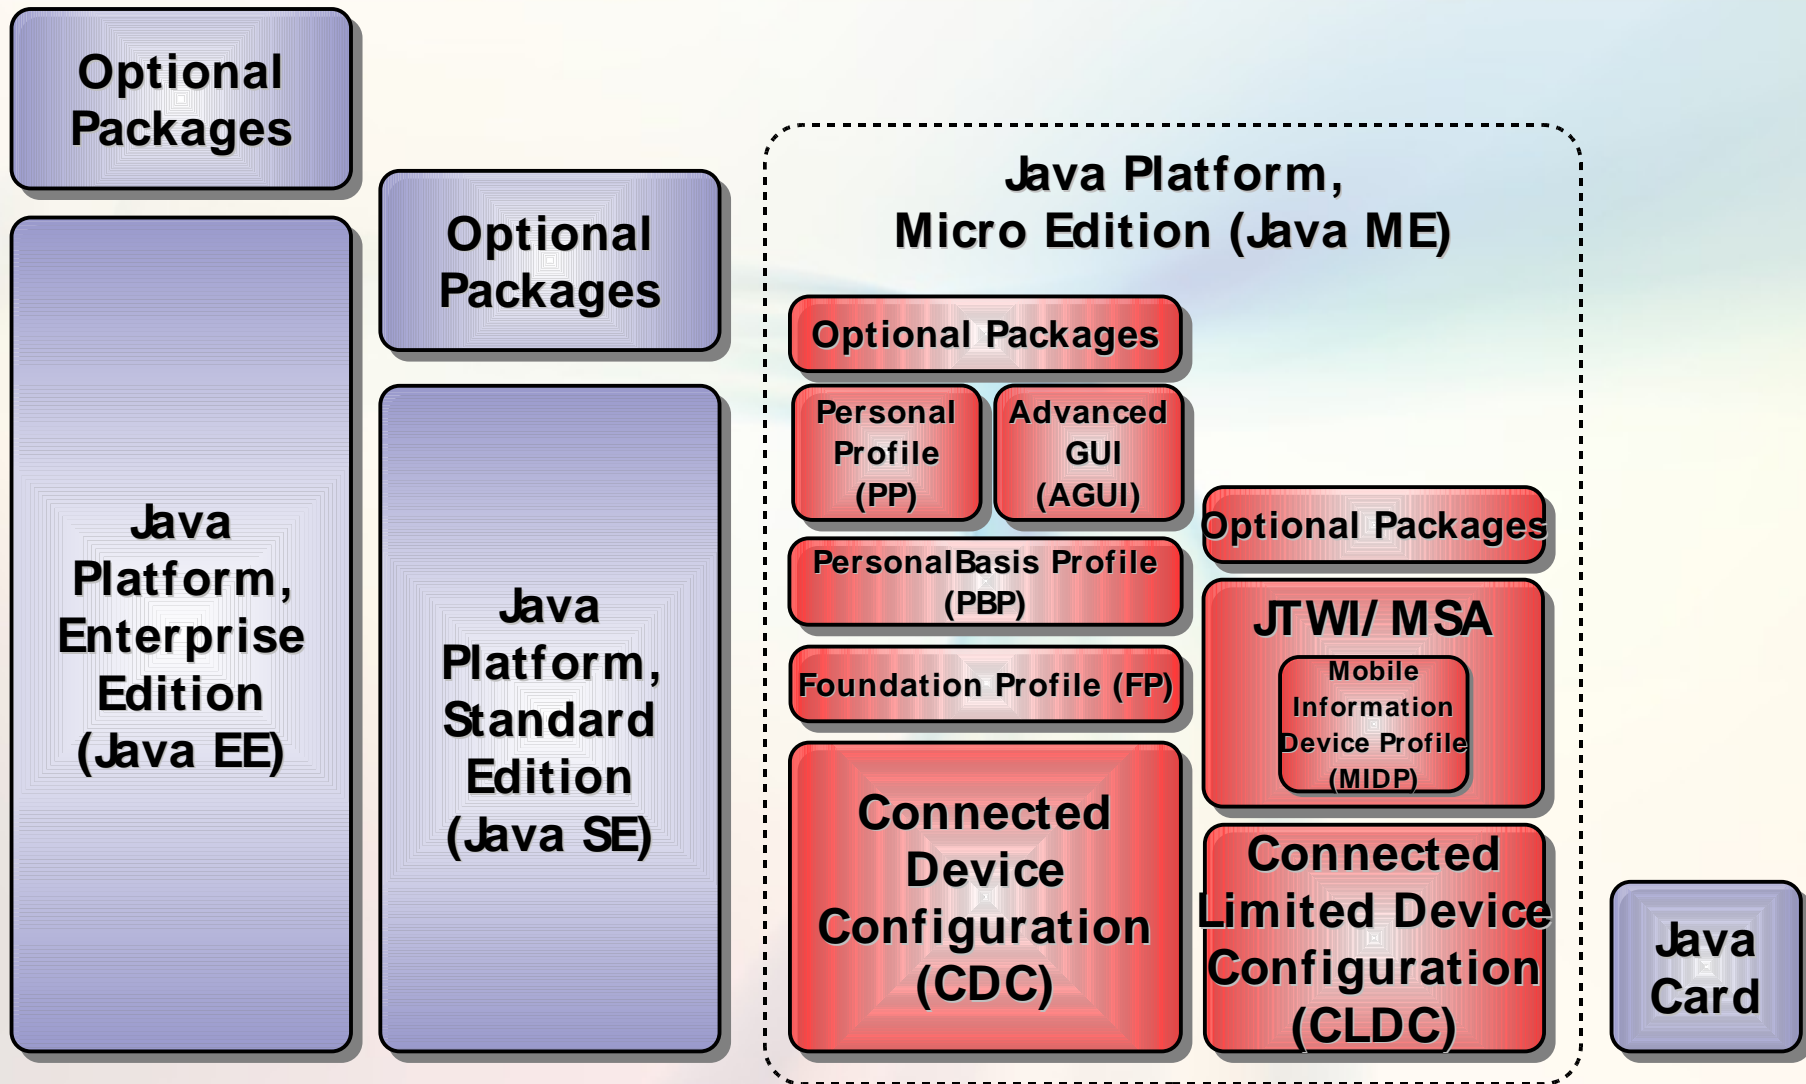 Optional
Packages
Java
Platform,
Enterprise
Edition
(Java EE)
Optional
Packages
Java
Platform,
Standard
Edition
(Java SE)
Java Platform,
Micro Edition (Java ME)
Optional Packages
Personal
Profile
(PP)
Advanced
GUI
(AGUI)
PersonalBasis Profile
(PBP)
Foundation Profile (FP)
Connected
Device
Configuration
(CDC)
Optional Packages
JTWI/ MSA
Mobile
Information
Device Profile
(MIDP)
Connected
Limited Device
Configuration
(CLDC)
Java
Card